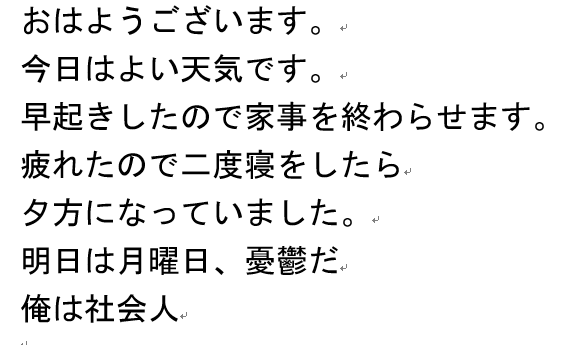 おはようございます。
今日はよい天気です。
早起きしたので家事を終わらせます。
疲れたので二度寝をしたら
夕方になっていました。
明日は月曜日、憂鬱だ
俺は社会人